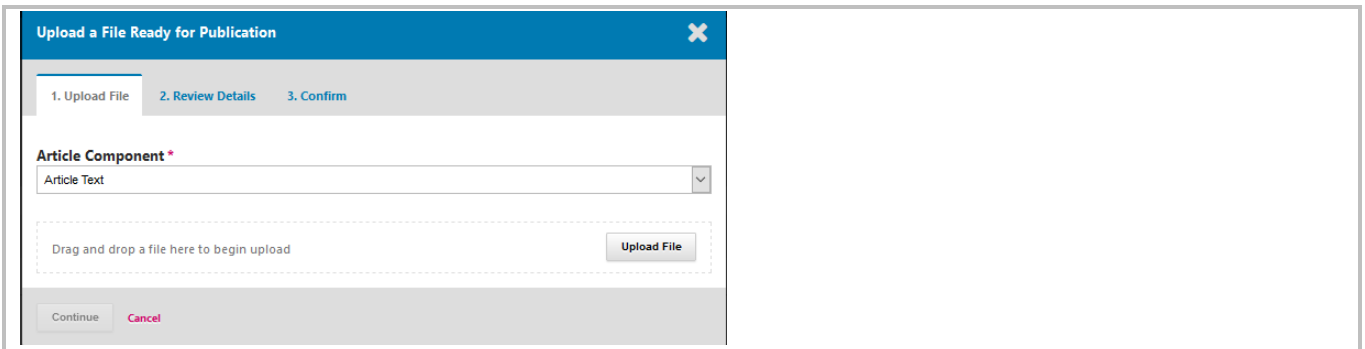 Upload a File Ready for Publication
1. Upload File 2. Review Details 3. Confirm
Article Component *
Article Text
Drag and drop a file here to begin upload Upload File
Continue Cancel